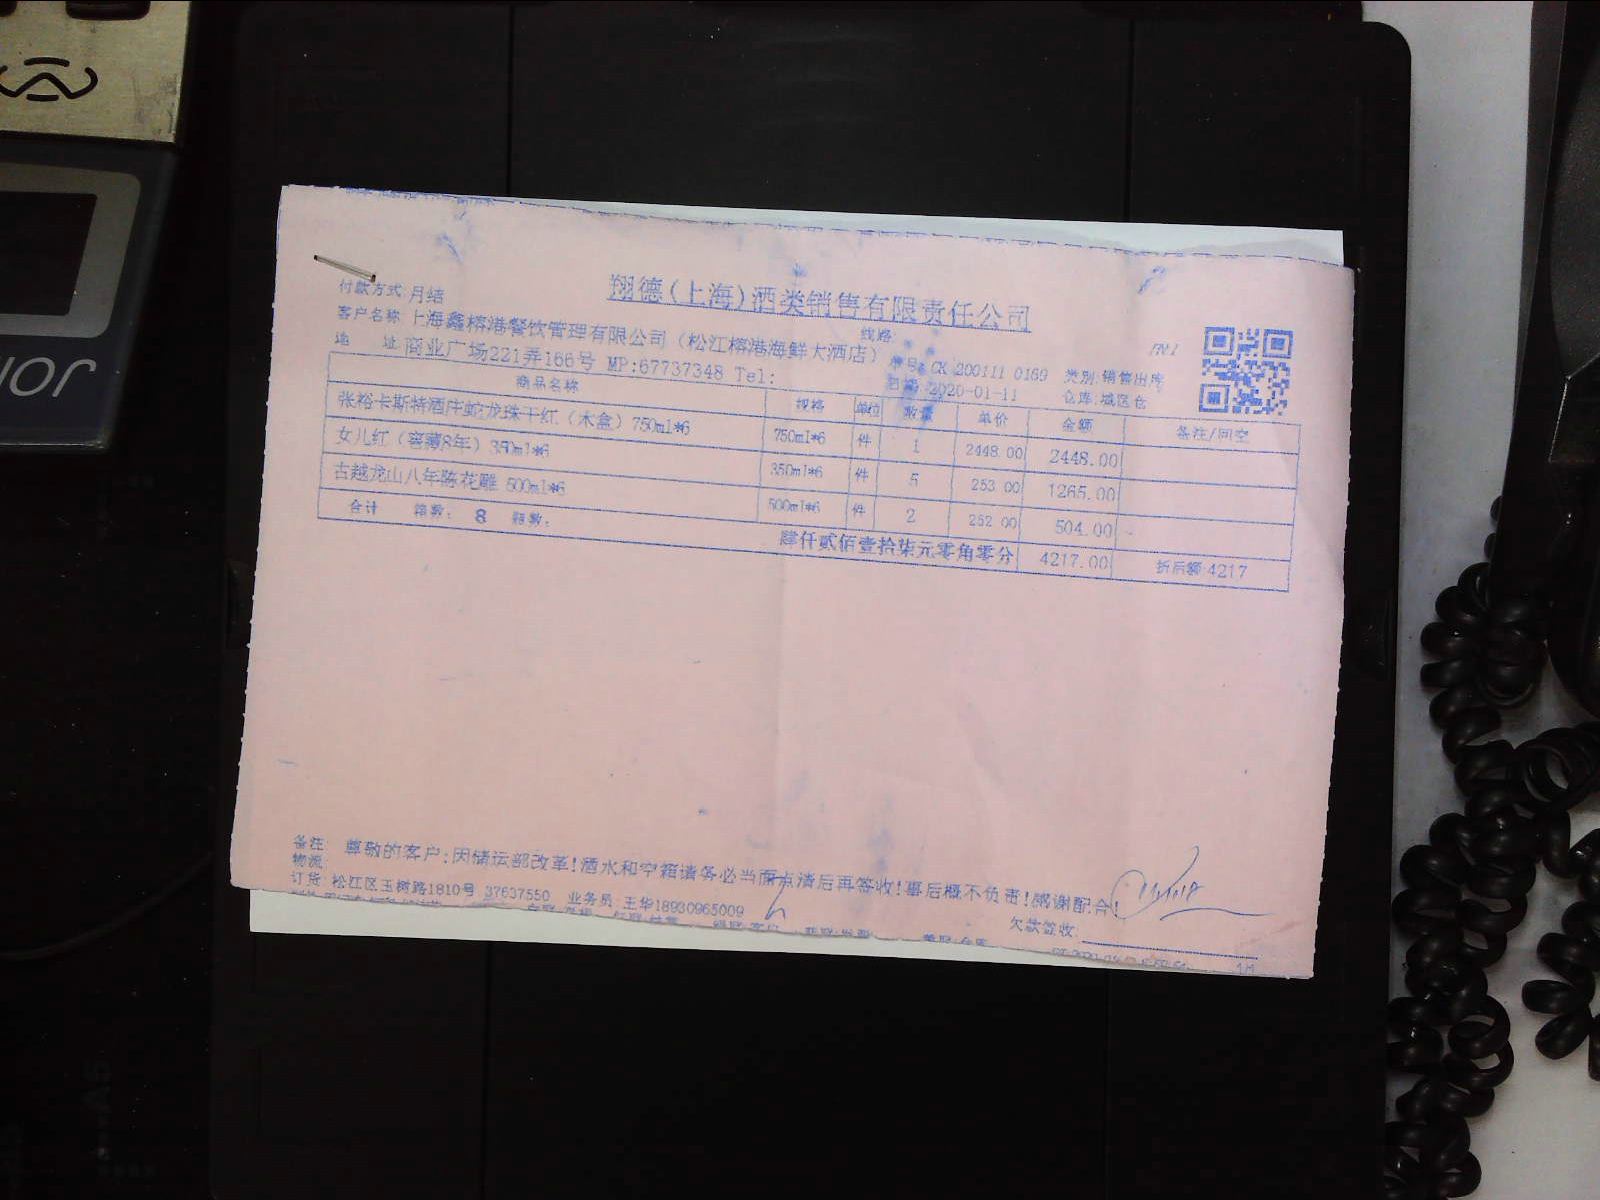 翔德(上海)酒类销售有限责任公司
付款方式:月结
客户名称:上海鑫榕港餐饮管理有限公司（松江榕港海鲜大酒店）
线路:
地 址:商业广场221弄166号 MP:67737348 Tel:
单号:CK-200111-0169 类别:销售出库
日期:2020-01-11 仓库:城区仓
商品名称 规格 单位 数量 单价 金额 备注/回空
张裕卡斯特酒庄蛇龙珠干红（木盒）750ml*6 750ml*6 件 1 2448.00 2448.00
女儿红（窖藏8年）350ml*6 350ml*6 件 5 253.00 1265.00
古越龙山八年陈花雕 500ml*6 500ml*6 件 2 252.00 504.00
合计 箱数: 8 肆仟贰佰壹拾柒元零角零分 4217.00 折后额:4217
备注: 尊敬的客户:因储运部改革!酒水和空箱请务必当面点清后再签收!事后概不负责!感谢配合!
物流:
订货:松江区玉树路1810号 37637550 业务员:王华18930965009
欠款签收: